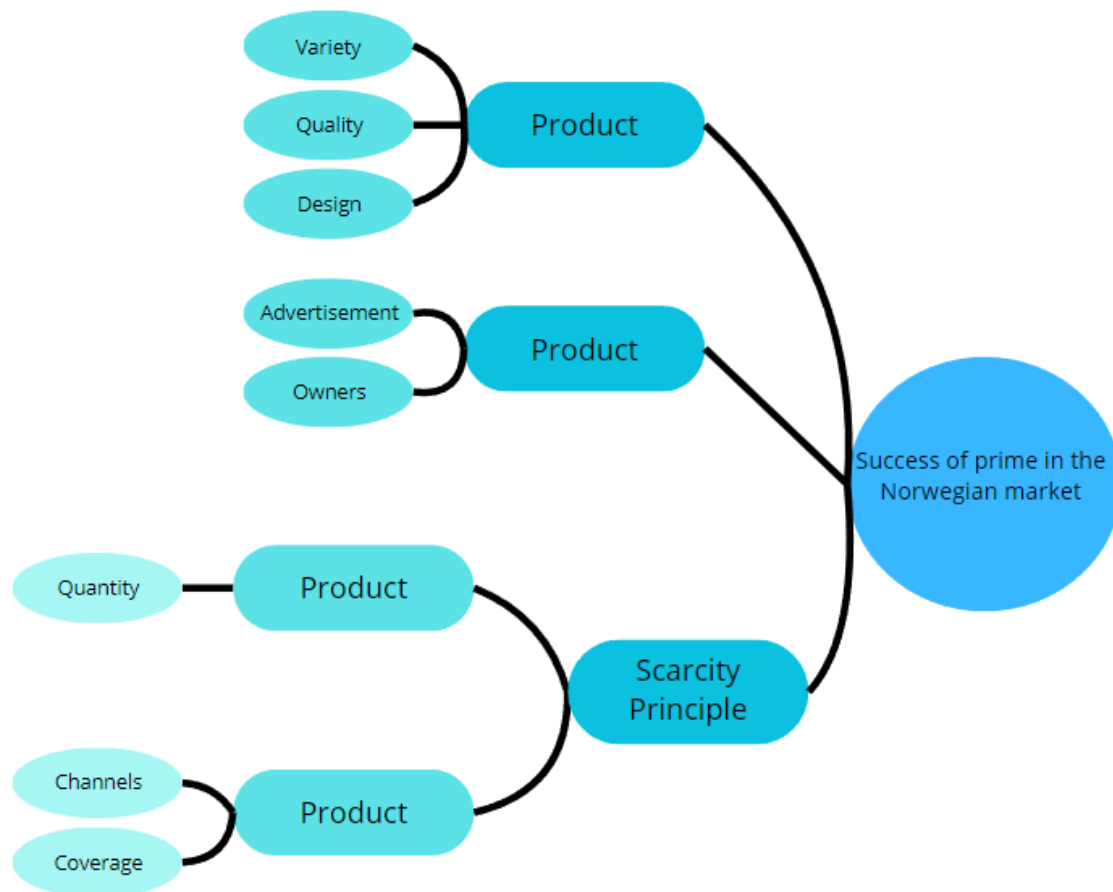 Variety
Quality
Design
Product
Advertisement
Owners
Product
Success of prime in the
Norwegian market
Quantity
Product
Scarcity
Principle
Channels
Coverage
Product